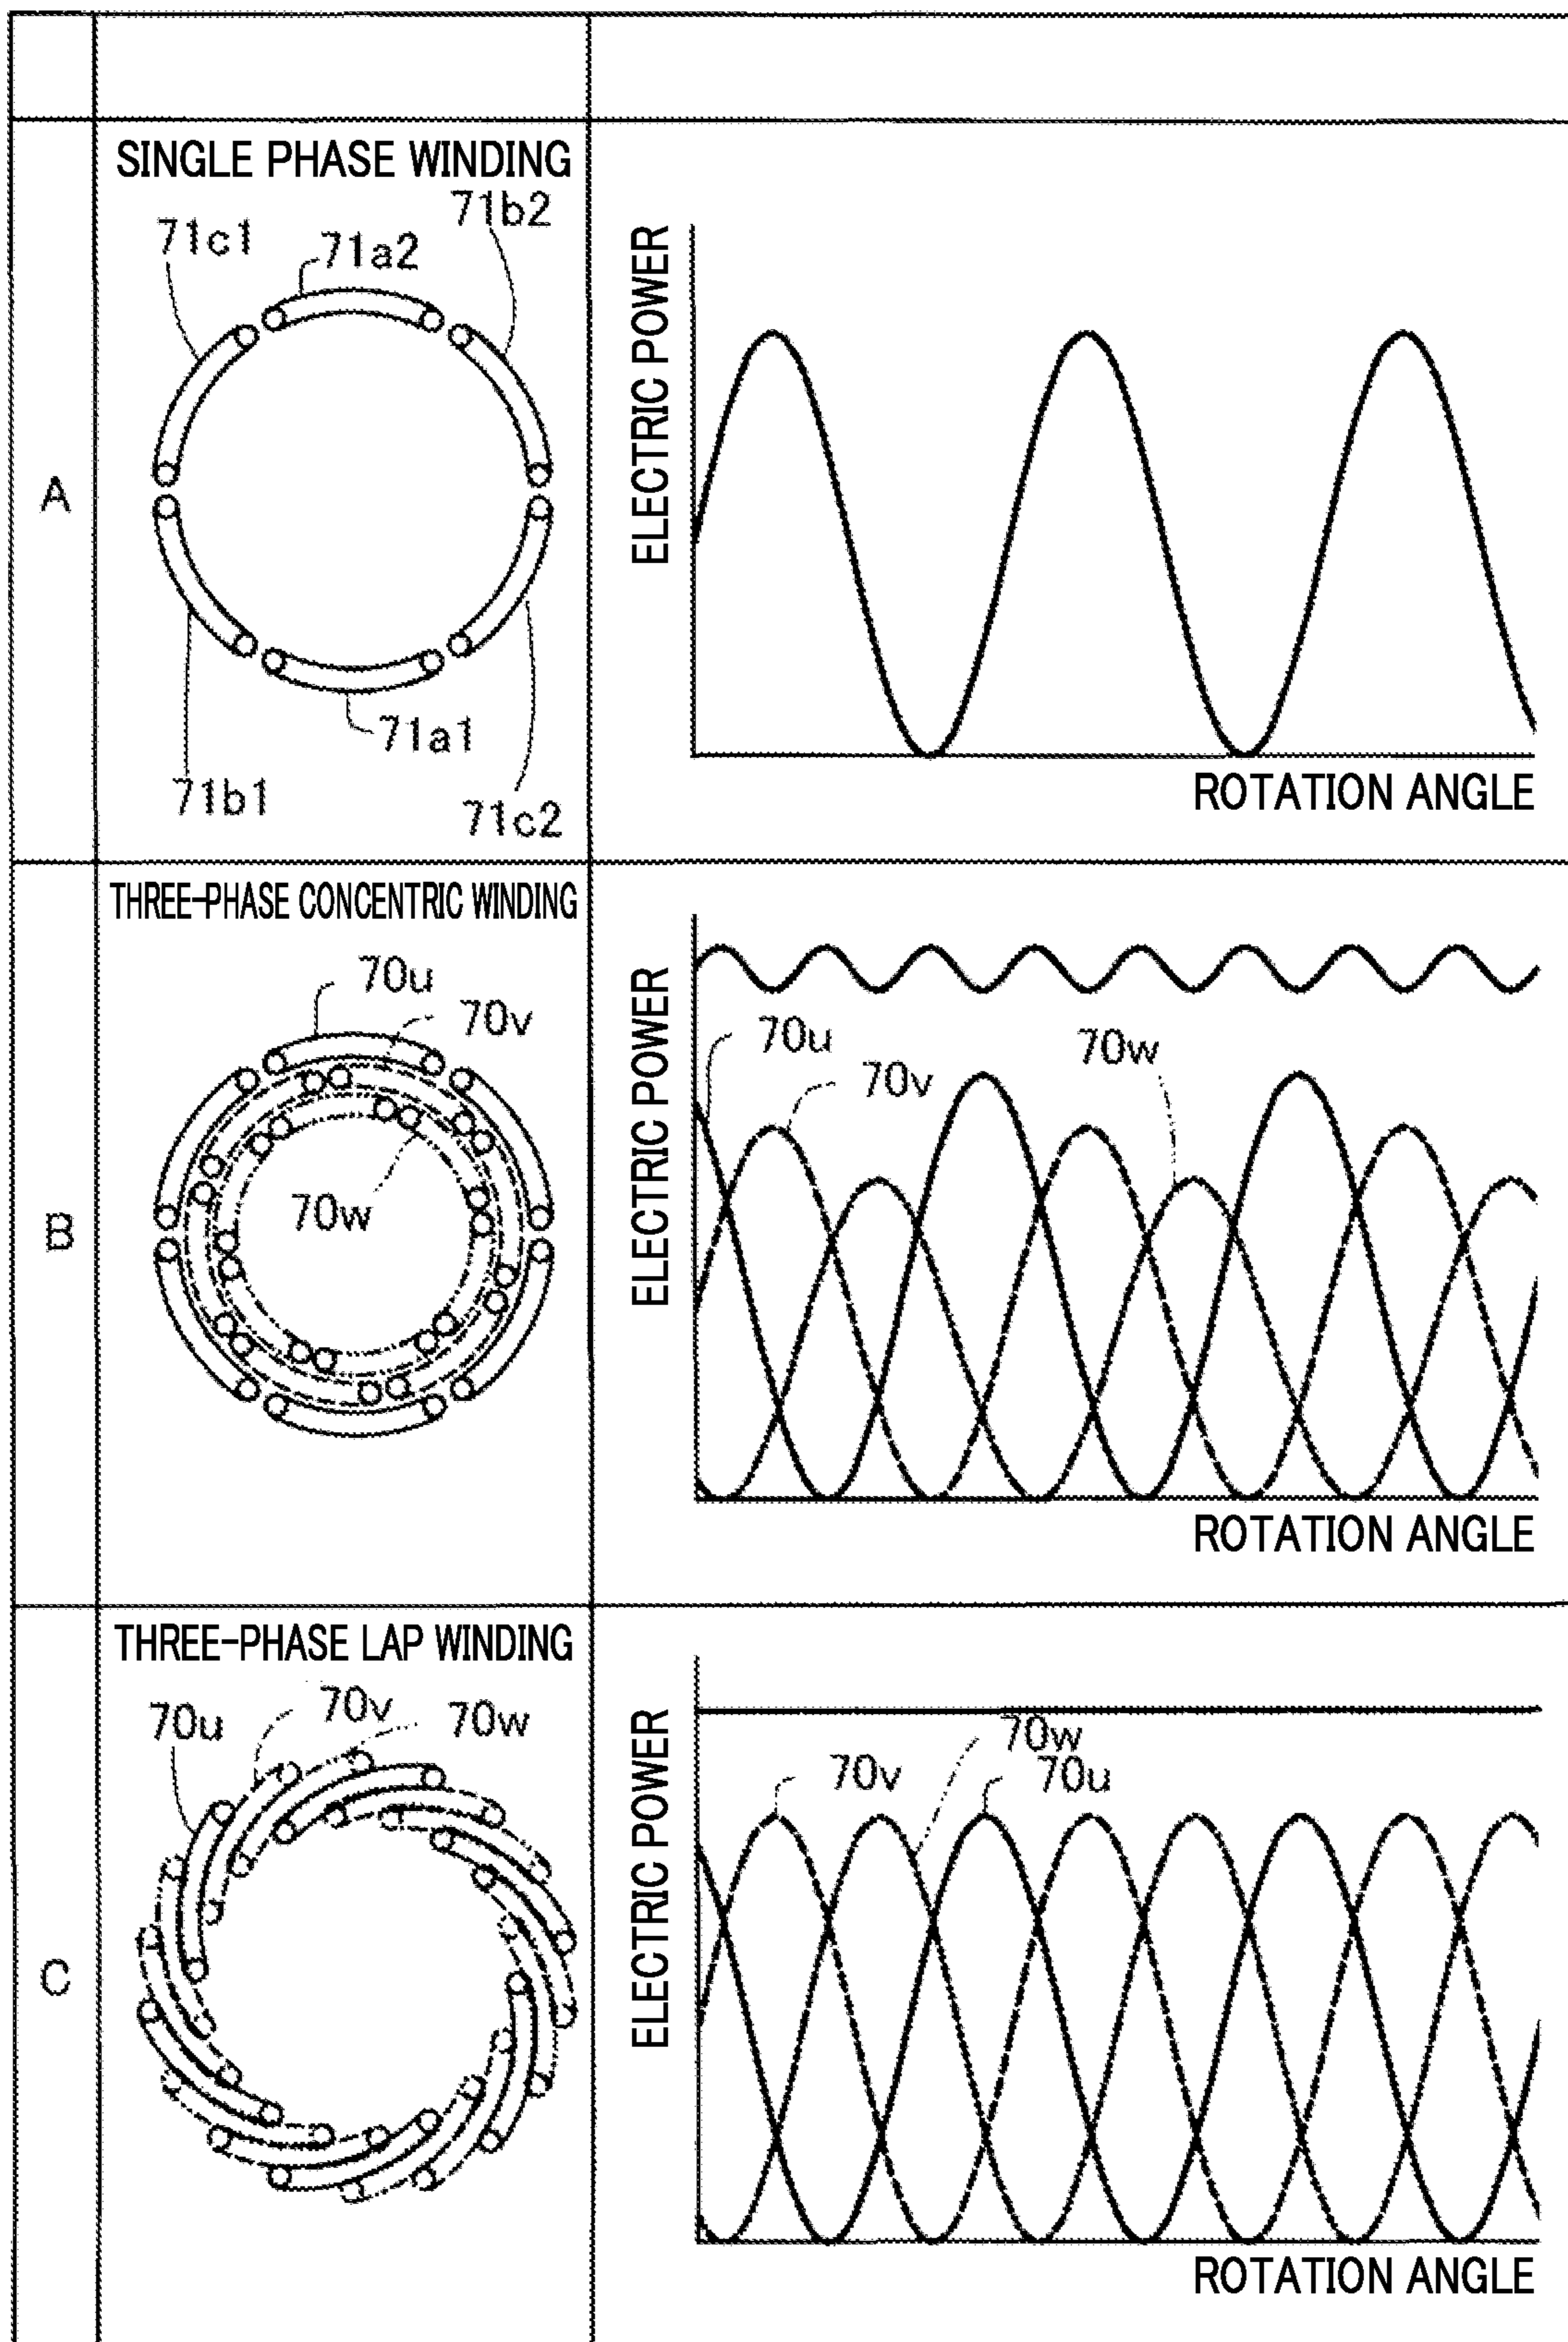 A
SINGLE PHASE WINDING
71c1
71a2
71b2
71b1
71a1
71c2
ELECTRIC POWER
ROTATION ANGLE
B
THREE-PHASE CONCENTRIC WINDING
70u
70v
70w
ELECTRIC POWER
70u
70v
70w
ROTATION ANGLE
C
THREE-PHASE LAP WINDING
70u
70v
70w
ELECTRIC POWER
70v
70w
70u
ROTATION ANGLE